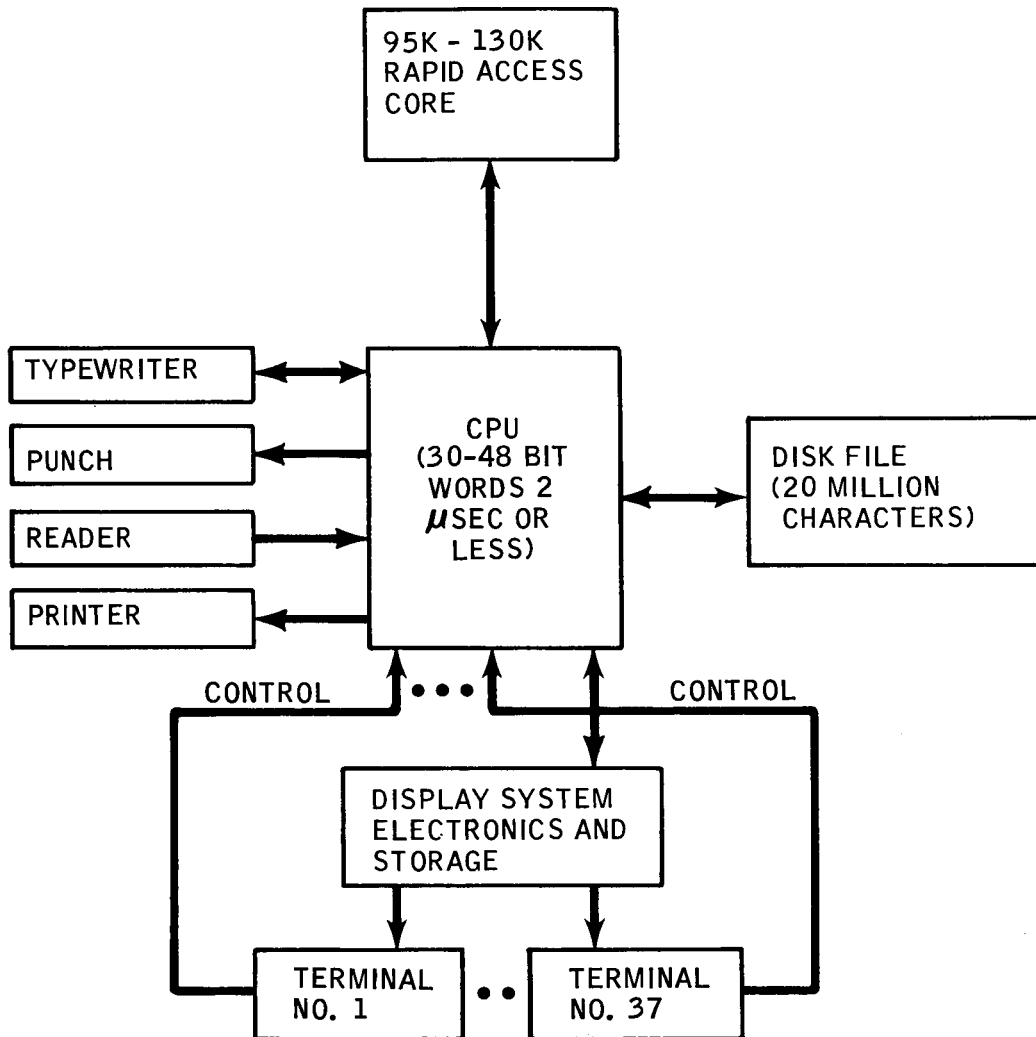 95K - 130K
RAPID ACCESS
CORE
TYPEWRITER
PUNCH
READER
PRINTER
CPU
(30-48 BIT
WORDS 2
μSEC OR
LESS)
DISK FILE
(20 MILLION
CHARACTERS)
CONTROL
CONTROL
DISPLAY SYSTEM
ELECTRONICS AND
STORAGE
TERMINAL
NO. 1
TERMINAL
NO. 37